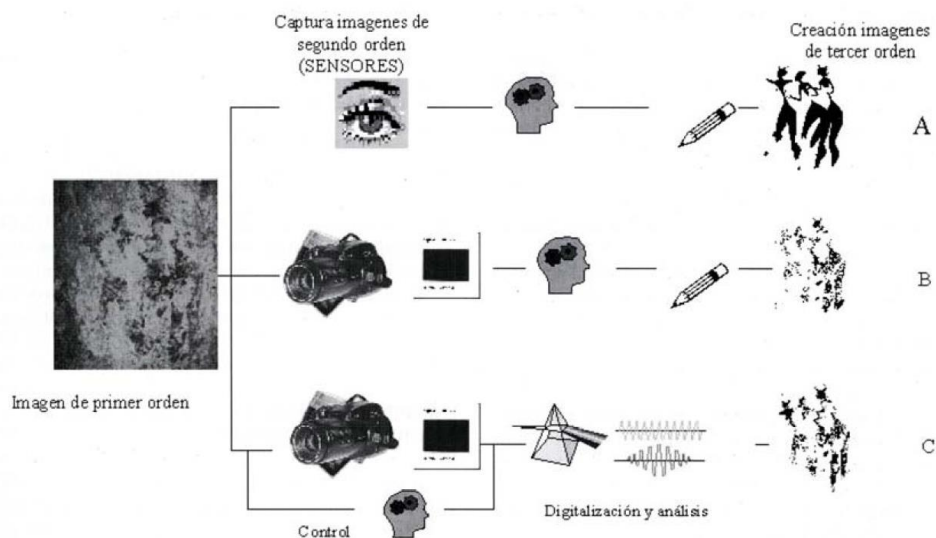 Captura imagenes de
segundo orden
(SENSORES)
Creación imagenes
de tercer orden
A
B
Imagen de primer orden
C
Control
Digitalización y análisis